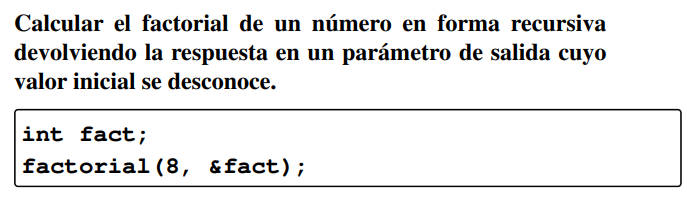 Calcular el factorial de un número en forma recursiva
devolviendo la respuesta en un parámetro de salida cuyo
valor inicial se desconoce.
int fact;
factorial(8, &fact);